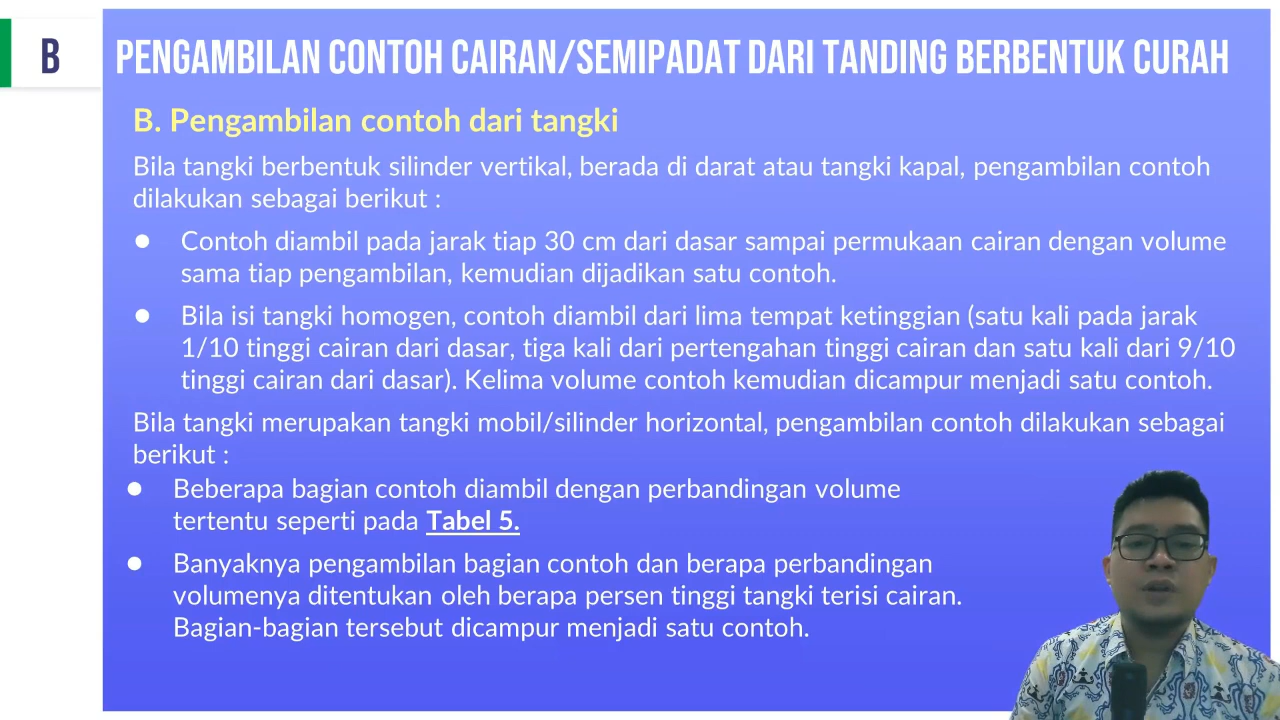 B
PENGAMBILAN CONTOH CAIRAN/SEMIPADAT DARI TANDING BERBENTUK CURAH
B. Pengambilan contoh dari tangki
Bila tangki berbentuk silinder vertikal, berada di darat atau tangki kapal, pengambilan contoh
dilakukan sebagai berikut :
● Contoh diambil pada jarak tiap 30 cm dari dasar sampai permukaan cairan dengan volume
sama tiap pengambilan, kemudian dijadikan satu contoh.
● Bila isi tangki homogen, contoh diambil dari lima tempat ketinggian (satu kali pada jarak
1/10 tinggi cairan dari dasar, tiga kali dari pertengahan tinggi cairan dan satu kali dari 9/10
tinggi cairan dari dasar). Kelima volume contoh kemudian dicampur menjadi satu contoh.
Bila tangki merupakan tangki mobil/silinder horizontal, pengambilan contoh dilakukan sebagai
berikut :
● Beberapa bagian contoh diambil dengan perbandingan volume
tertentu seperti pada Tabel 5.
● Banyaknya pengambilan bagian contoh dan berapa perbandingan
volumenya ditentukan oleh berapa persen tinggi tangki terisi cairan.
Bagian-bagian tersebut dicampur menjadi satu contoh.